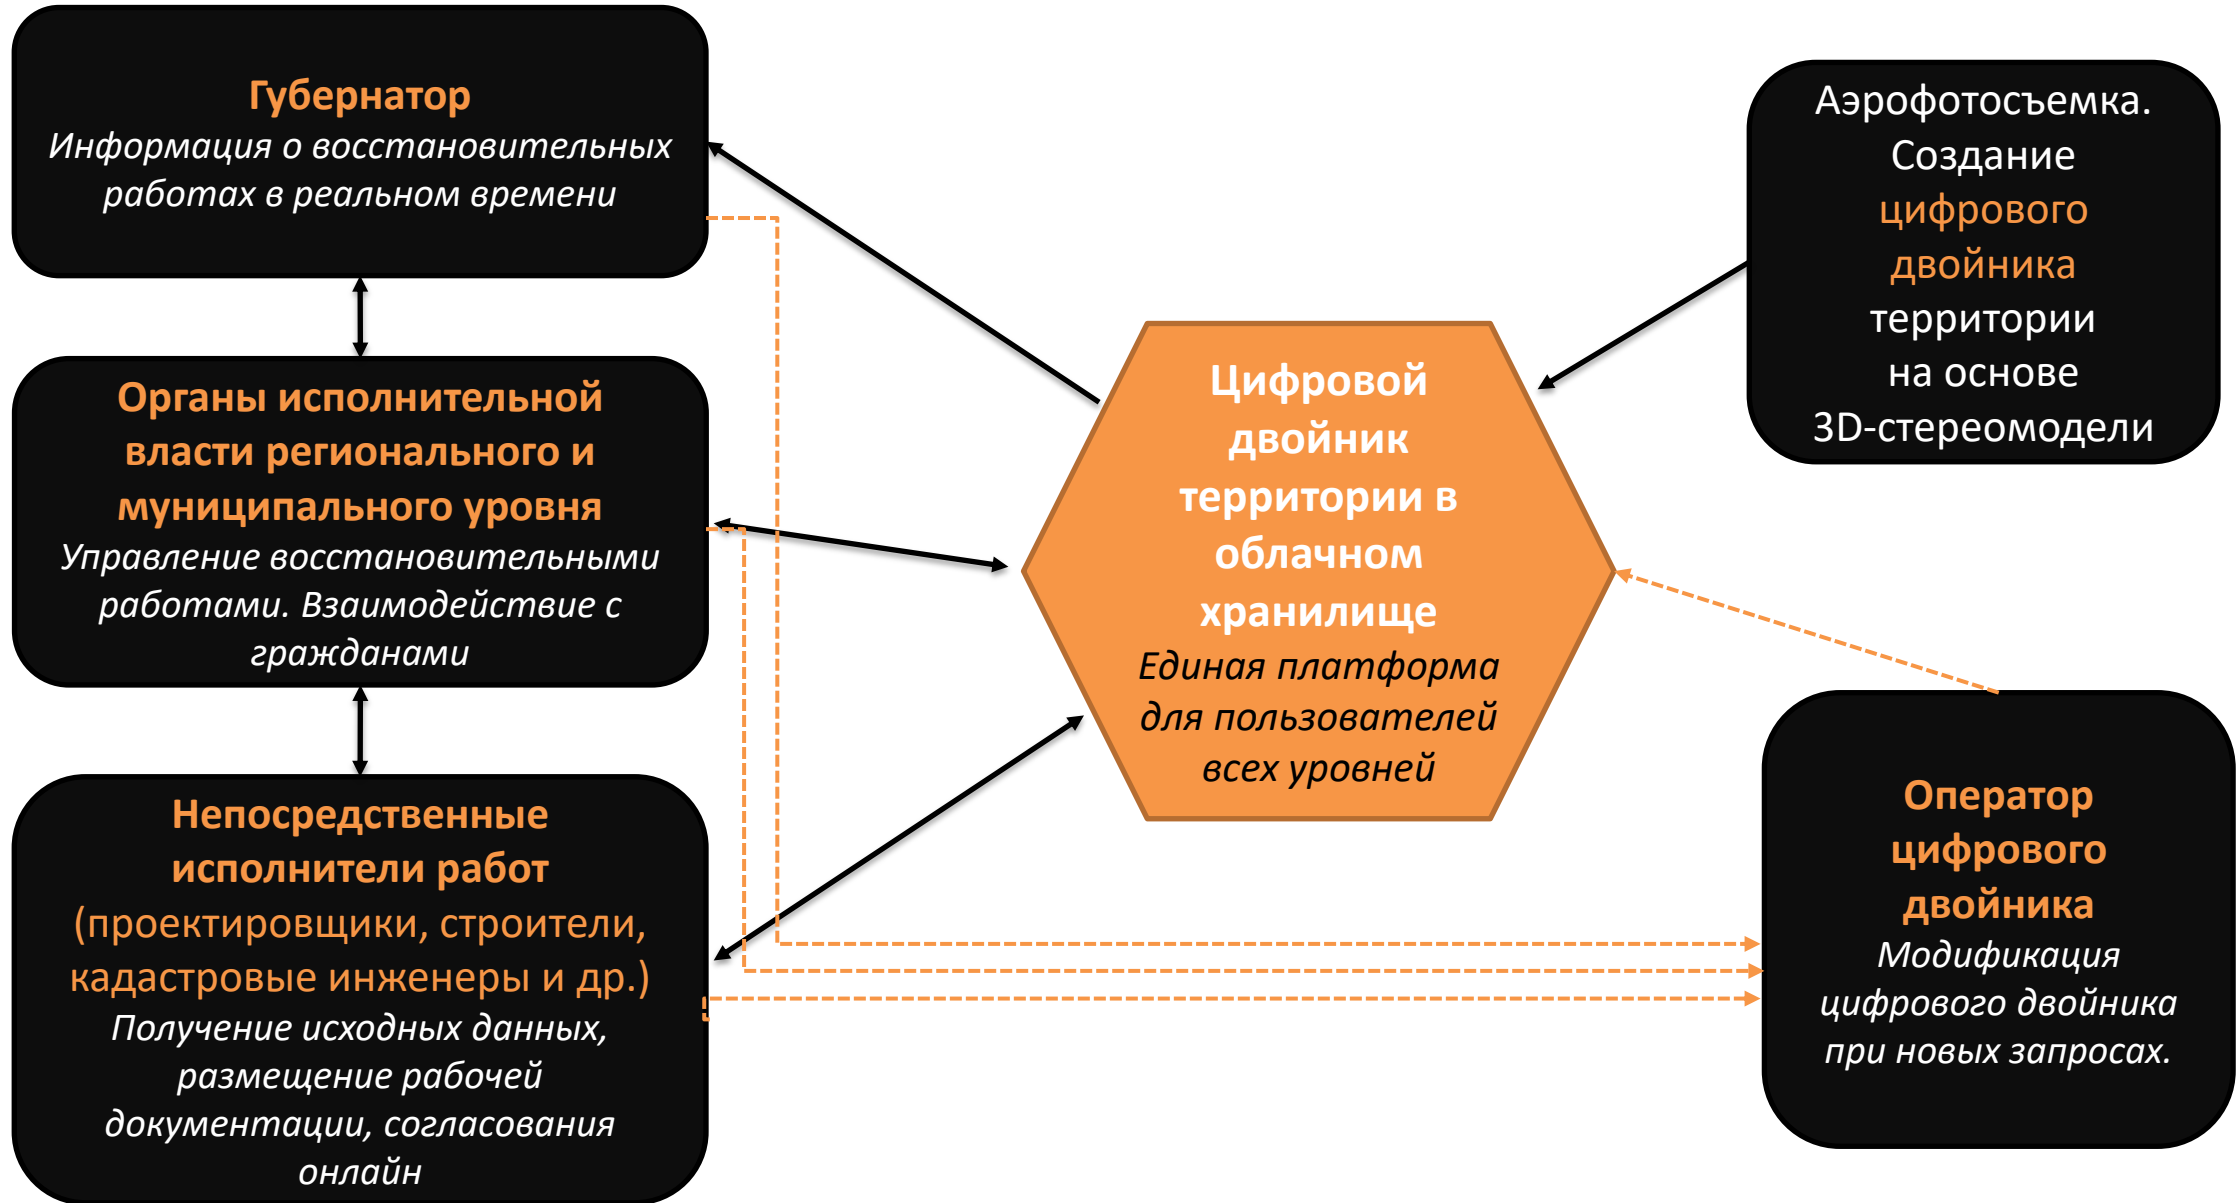 Губернатор
Информация о восстановительных
работах в реальном времени
Органы исполнительной
власти регионального и
муниципального уровня
Управление восстановительными
работами. Взаимодействие с
гражданами
Непосредственные
исполнители работ
(проектировщики, строители,
кадастровые инженеры и др.)
Получение исходных данных,
размещение рабочей
документации, согласования
онлайн
Цифровой
двойник
территории в
облачном
хранилище
Единая платформа
для пользователей
всех уровней
Аэрофотосъемка.
Создание
цифрового
двойника
территории
на основе
3D-стереомодели
Оператор
цифрового
двойника
Модификация
цифрового двойника
при новых запросах.